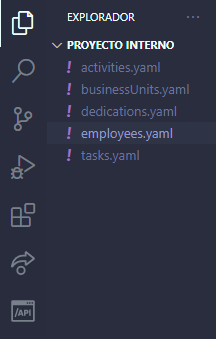 EXPLORADOR
PROYECTO INTERNO
! activities.yaml
! businessUnits.yaml
! dedications.yaml
! employees.yaml
! tasks.yaml
/API